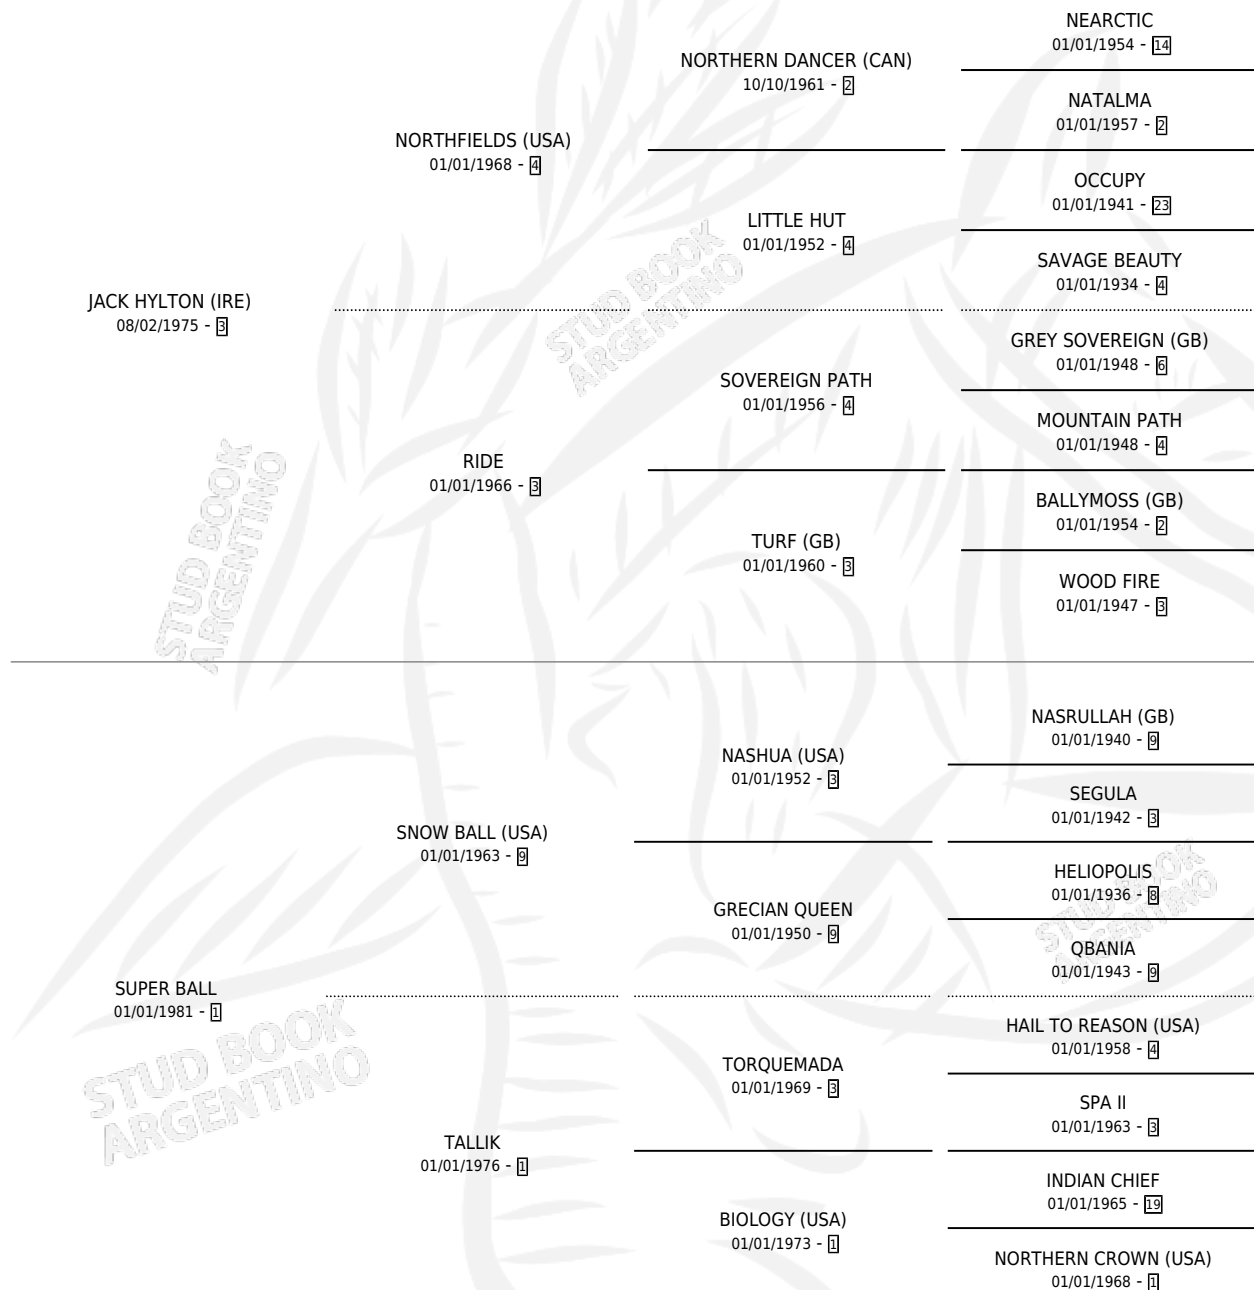 NEARCTIC
01/01/1954 - 14
NORTHERN DANCER (CAN)
10/10/1961 - 2
NATALMA
01/01/1957 - 2
NORTHFIELDS (USA)
01/01/1968 - 4
OCCUPY
01/01/1941 - 23
LITTLE HUT
01/01/1952 - 4
SAVAGE BEAUTY
01/01/1934 - 4
JACK HYLTON (IRE)
08/02/1975 - 3
GREY SOVEREIGN (GB)
01/01/1948 - 6
SOVEREIGN PATH
01/01/1956 - 4
MOUNTAIN PATH
01/01/1948 - 4
RIDE
01/01/1966 - 3
BALLYMOSS (GB)
01/01/1954 - 2
TURF (GB)
01/01/1960 - 3
WOOD FIRE
01/01/1947 - 3
NASRULLAH (GB)
01/01/1940 - 9
NASHUA (USA)
01/01/1952 - 3
SEGULA
01/01/1942 - 3
SNOW BALL (USA)
01/01/1963 - 9
HELIOPOLIS
01/01/1936 - 8
GRECIAN QUEEN
01/01/1950 - 9
QBANIA
01/01/1943 - 9
SUPER BALL
01/01/1981 - 1
HAIL TO REASON (USA)
01/01/1958 - 4
TORQUEMADA
01/01/1969 - 3
SPA II
01/01/1963 - 3
TALLIK
01/01/1976 - 1
INDIAN CHIEF
01/01/1965 - 19
BIOLOGY (USA)
01/01/1973 - 1
NORTHERN CROWN (USA)
01/01/1968 - 1
STUD BOOK
ARGENTINO
STUD BOOK
ARGENTINO
STUD BOOK
ARGENTINO
STUD BOOK
ARGENTINO